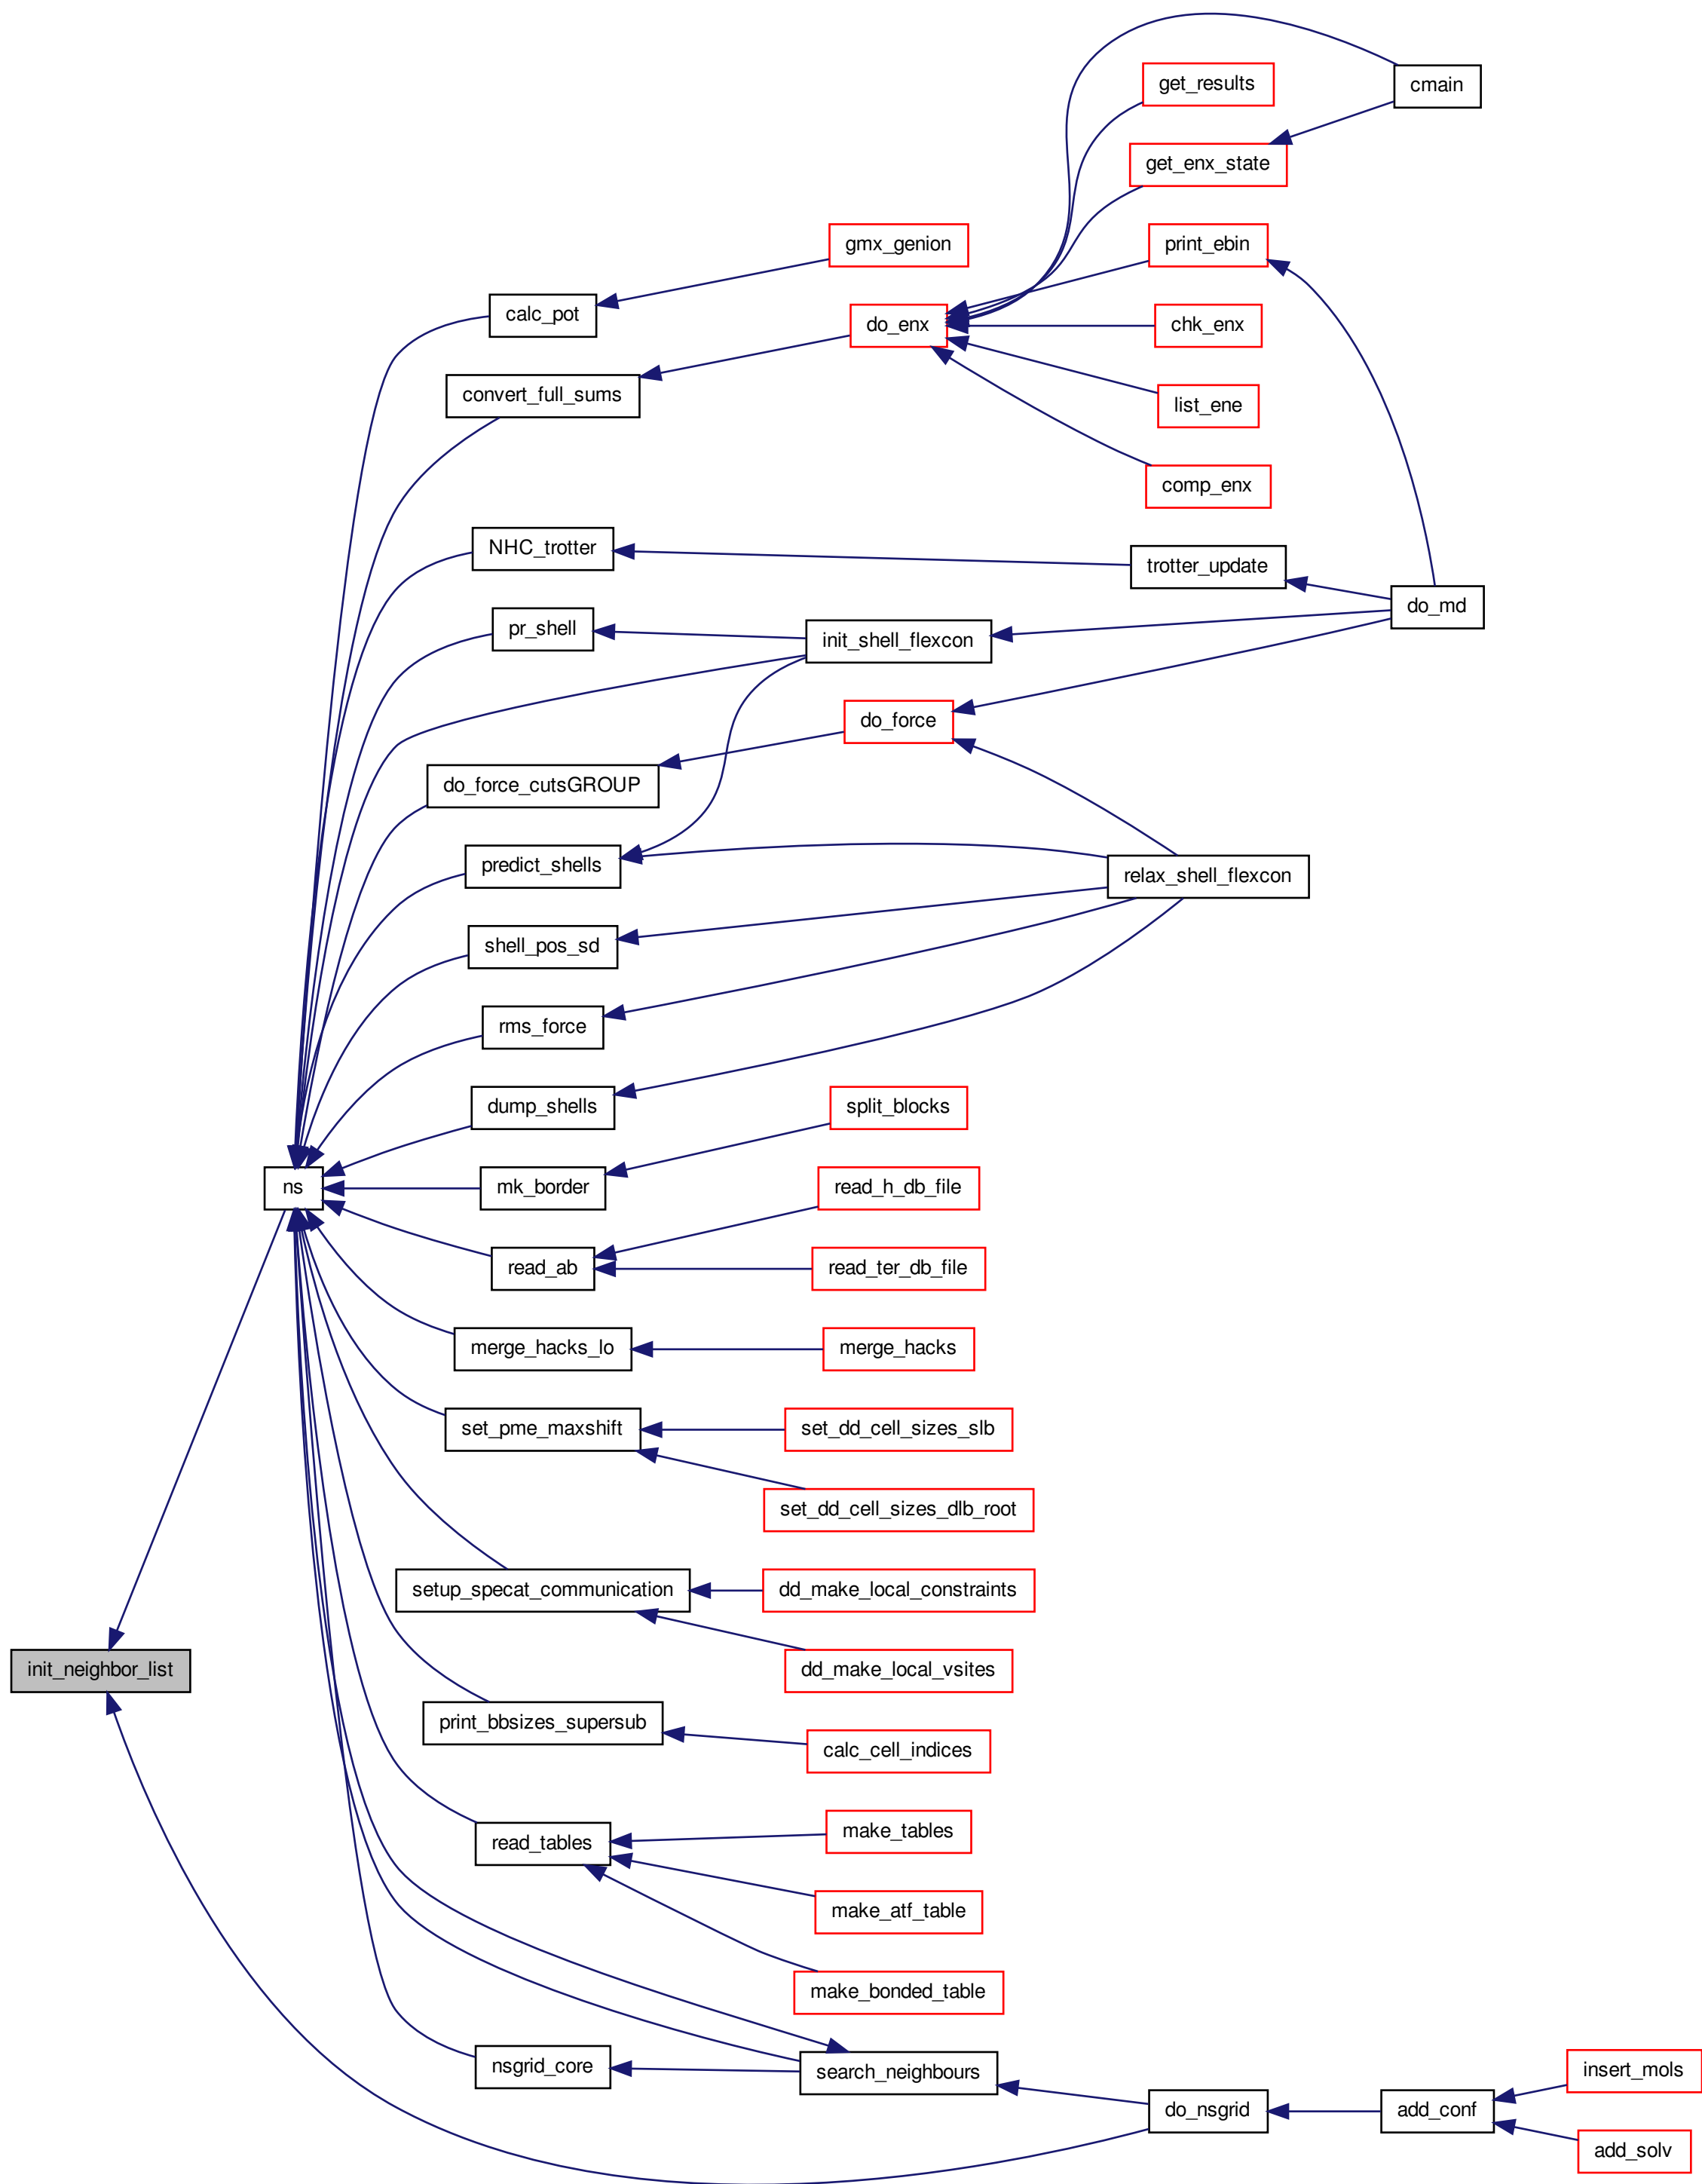 cmain
get_results
get_enx_state
gmx_genion
print_ebin
calc_pot
do_enx
chk_enx
convert_full_sums
list_ene
comp_enx
NHC_trotter
trotter_update
do_md
pr_shell
init_shell_flexcon
do_force
do_force_cutsGROUP
predict_shells
relax_shell_flexcon
shell_pos_sd
rms_force
dump_shells
split_blocks
ns
mk_border
read_h_db_file
read_ab
read_ter_db_file
merge_hacks_lo
merge_hacks
set_pme_maxshift
set_dd_cell_sizes_slb
set_dd_cell_sizes_dlb_root
setup_specat_communication
dd_make_local_constraints
init_neighbor_list
dd_make_local_vsites
print_bbsizes_supersub
calc_cell_indices
read_tables
make_tables
make_atf_table
make_bonded_table
nsgrid_core
search_neighbours
insert_mols
do_nsgrid
add_conf
add_solv